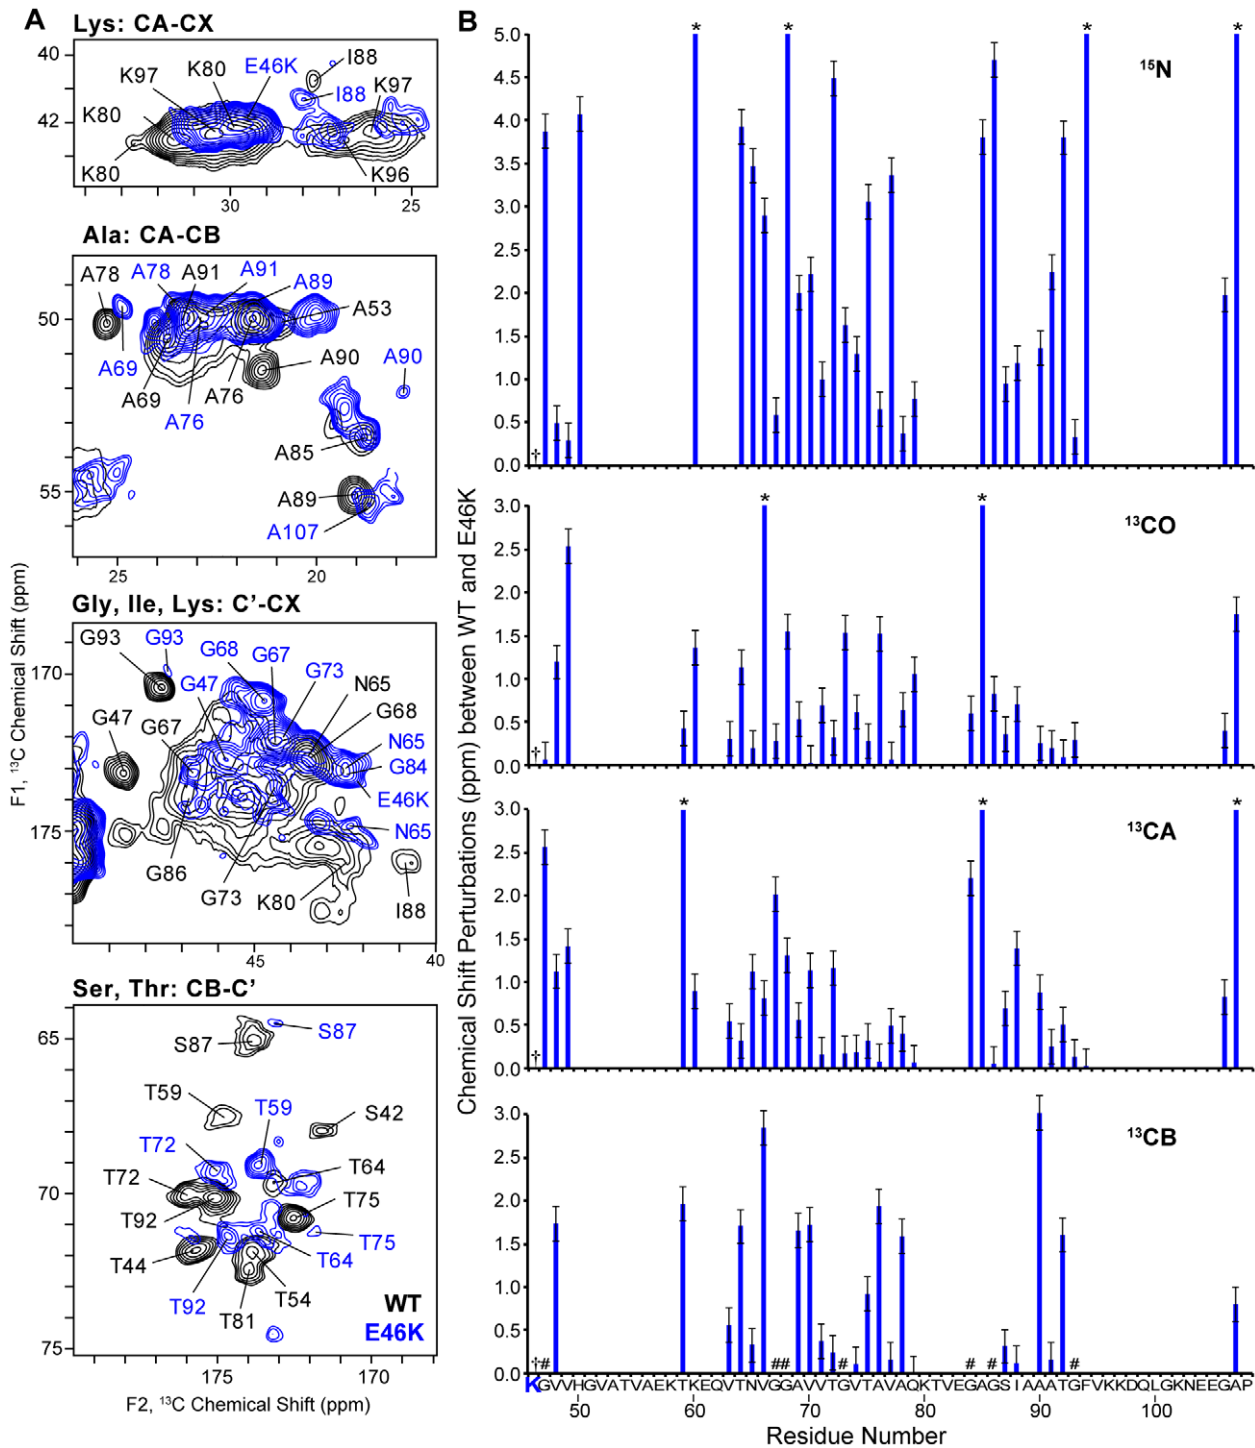 A
Lys: CA-CX
40
42
K97
K80
E46K
I88
I88
K97
K80
K80
K96
30
25
Ala: CA-CB
A78
A78
A91
A91
A89
A53
50
A69
A69
A76
A76
A90
A90
A85
55
A89
A107
25
20
Gly, Ile, Lys: C’-CX
170
G93
G93
G68
G67
G73
G47
N65
G47
G67
G68
N65
G84
E46K
175
N65
G86
G73
K80
I88
45
40
F1, ¹³C Chemical Shift (ppm)
Ser, Thr: CB-C’
65
S87
S87
T59
T59
S42
T72
T64
70
T72
T75
T92
T75
T44
T64
T92
T54
T81
WT
E46K
75
175
170
F2, ¹³C Chemical Shift (ppm)
B
Chemical Shift Perturbations (ppm) between WT and E46K
* * * *
5.0
¹⁵N
4.5
4.0
3.5
3.0
2.5
2.0
1.5
1.0
0.5
†
0.0
* *
3.0
¹³CO
2.5
2.0
1.5
1.0
0.5
†
0.0
* * *
3.0
¹³CA
2.5
2.0
1.5
1.0
0.5
†
0.0
3.0
¹³CB
2.5
2.0
1.5
1.0
0.5
†# ## # # # #
0.0
KGVVHGVATVAEKTKEQVTNVGGAVVTGVTAVAQKTVEGAGSIAAATGFVKKDQLGKNEEGAP
50 60 70 80 90 100
Residue Number